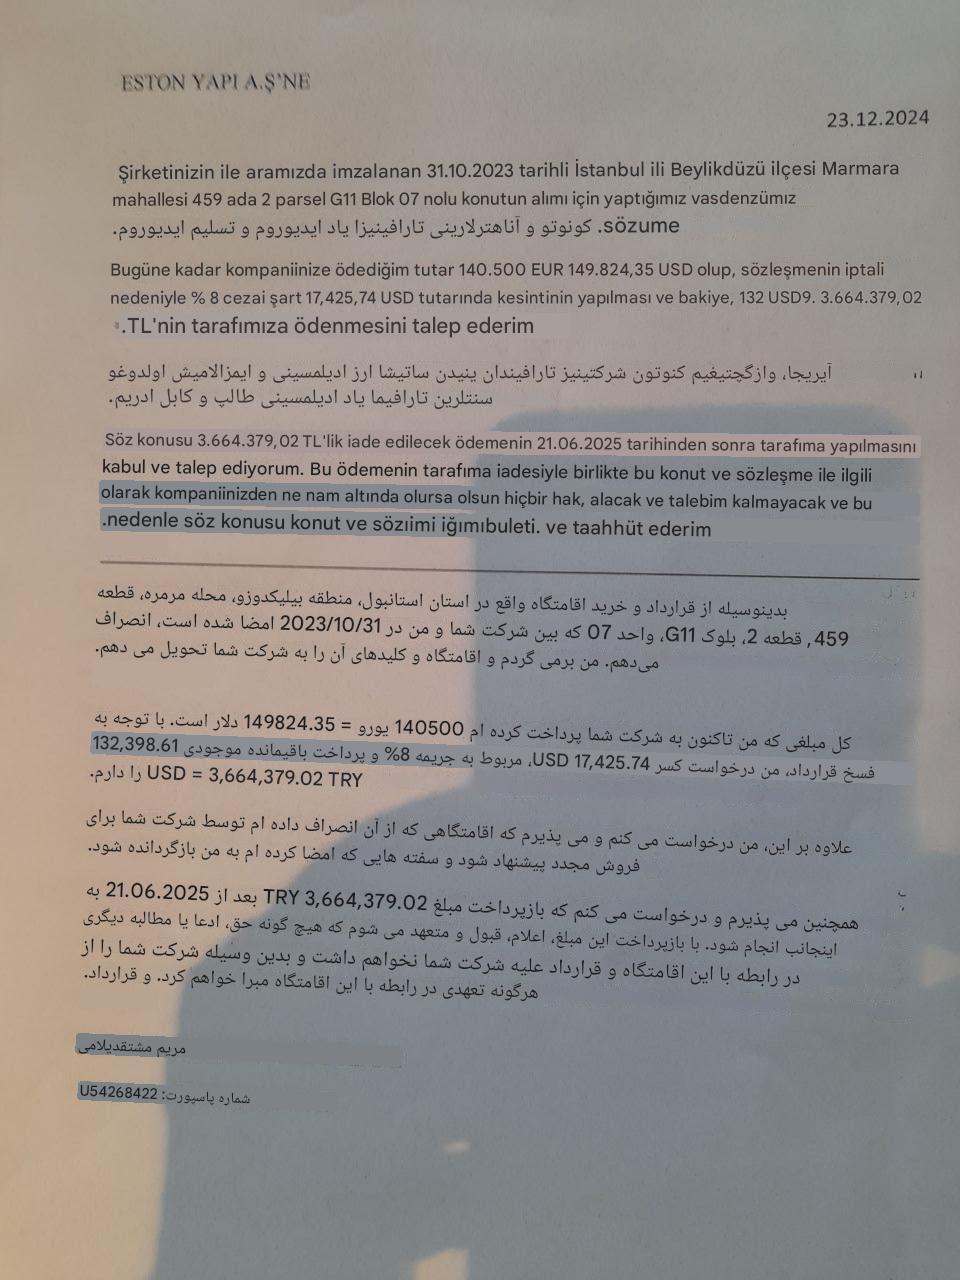 ESTON YAPI A.Ş'NE
23.12.2024
Şirketinizin ile aramızda imzalanan 31.10.2023 tarihli İstanbul ili Beylikdüzü ilçesi Marmara
mahallesi 459 ada 2 parsel G11 Blok 07 nolu konutun alımı için yaptığımız vasdenzümız
sözume. کونوتو و آناهترلارینی تارافینیزا یاد ایدیوروم و تسلیم ایدیوروم.
Bugüne kadar kompaniinize ödediğim tutar 140.500 EUR 149.824,35 USD olup, sözleşmenin iptali
nedeniyle % 8 cezai şart 17,425,74 USD tutarında kesintinin yapılması ve bakiye, 132 USD9. 3.664.379,02
.TL'nin tarafımıza ödenmesini talep ederim
آیریجا، وازگچتیغیم کنوتون شرکتینیز تارافیندان ینیدن ساتیشا ارز ادیلمسینی و ایمزالامیش اولدوغو
سنتلرین تارافیما یاد ادیلمسینی طالپ و کابل ادریم.
Söz konusu 3.664.379,02 TL'lik iade edilecek ödemenin 21.06.2025 tarihinden sonra tarafıma yapılmasını
kabul ve talep ediyorum. Bu ödemenin tarafıma iadesiyle birlikte bu konut ve sözleşme ile ilgili
olarak kompaniinizden ne nam altında olursa olsun hiçbir hak, alacak ve talebim kalmayacak ve bu
.nedenle söz konusu konut ve sözıimi iğımıbuleti. ve taahhüt ederim
بدینوسیله از قرارداد و خرید اقامتگاه واقع در استان استانبول، منطقه بیلیکدوزو، محله مرمره، قطعه
459, قطعه 2، بلوک G11، واحد 07 که بین شرکت شما و من در 2023/10/31 امضا شده است، انصراف
می‌دهم. من برمی گردم و اقامتگاه و کلیدهای آن را به شرکت شما تحویل می دهم.
کل مبلغی که من تاکنون به شرکت شما پرداخت کرده ام 140500 یورو = 149824.35 دلار است. با توجه به
فسخ قرارداد، من درخواست کسر 17,425.74 USD، مربوط به جریمه 8% و پرداخت باقیمانده موجودی 132,398.61
USD = 3,664,379.02 TRY را دارم.
علاوه بر این، من درخواست می کنم و می پذیرم که اقامتگاهی که از آن انصراف داده ام توسط شرکت شما برای
فروش مجدد پیشنهاد شود و سفته هایی که امضا کرده ام به من بازگردانده شود.
همچنین می پذیرم و درخواست می کنم که بازپرداخت مبلغ 3,664,379.02 TRY بعد از 21.06.2025 به
اینجانب انجام شود. با بازپرداخت این مبلغ، اعلام، قبول و متعهد می شوم که هیچ گونه حق، ادعا یا مطالبه دیگری
در رابطه با این اقامتگاه و قرارداد علیه شرکت شما نخواهم داشت و بدین وسیله شرکت شما را از
هرگونه تعهدی در رابطه با این اقامتگاه مبرا خواهم کرد. و قرارداد.
مریم مشتقدیلامی
شماره پاسپورت: U54268422